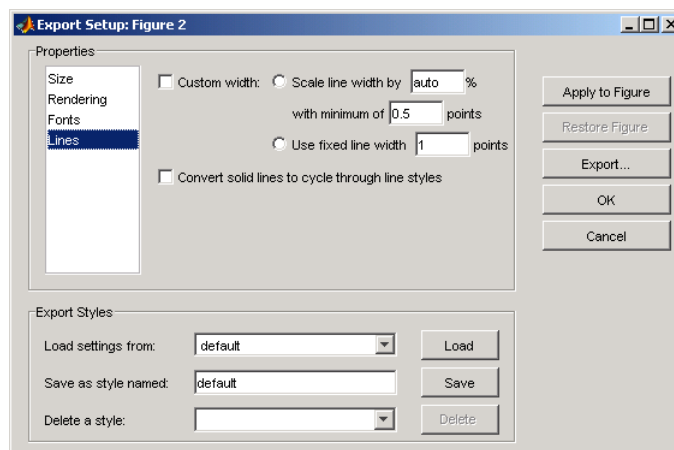 Export Setup: Figure 2
Properties
Size
Rendering
Fonts
Lines
Custom width: Scale line width by auto %
with minimum of 0.5 points
Use fixed line width 1 points
Convert solid lines to cycle through line styles
Apply to Figure
Restore Figure
Export...
OK
Cancel
Export Styles
Load settings from: default Load
Save as style named: default Save
Delete a style: Delete